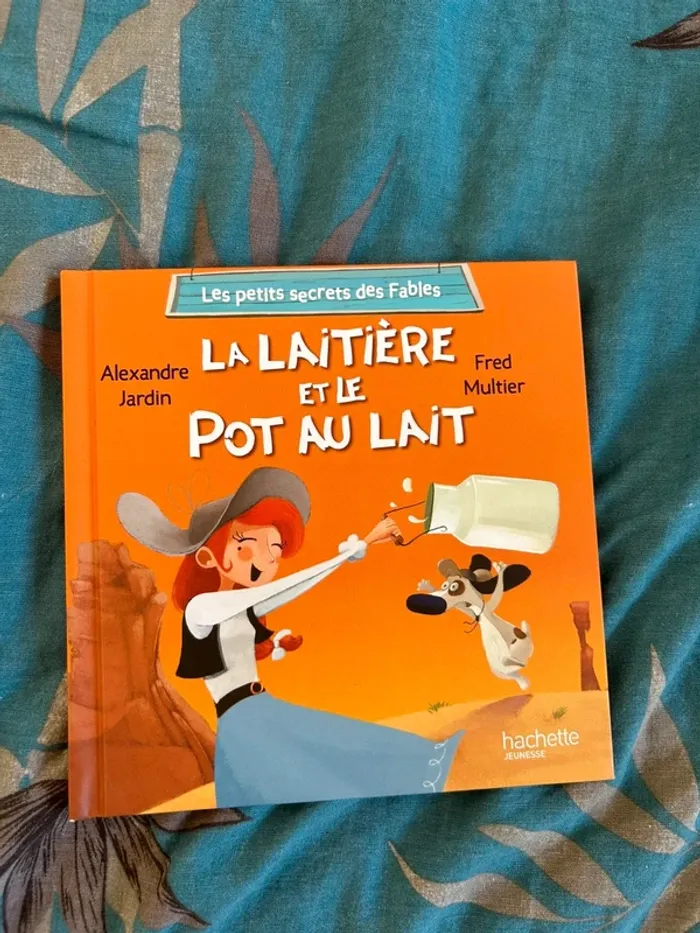 Les petits secrets des Fables
Alexandre
Jardin
LA LAiTiÈRE
ET LE
POT AU LAiT
Fred
Multier
hachette
JEUNESSE